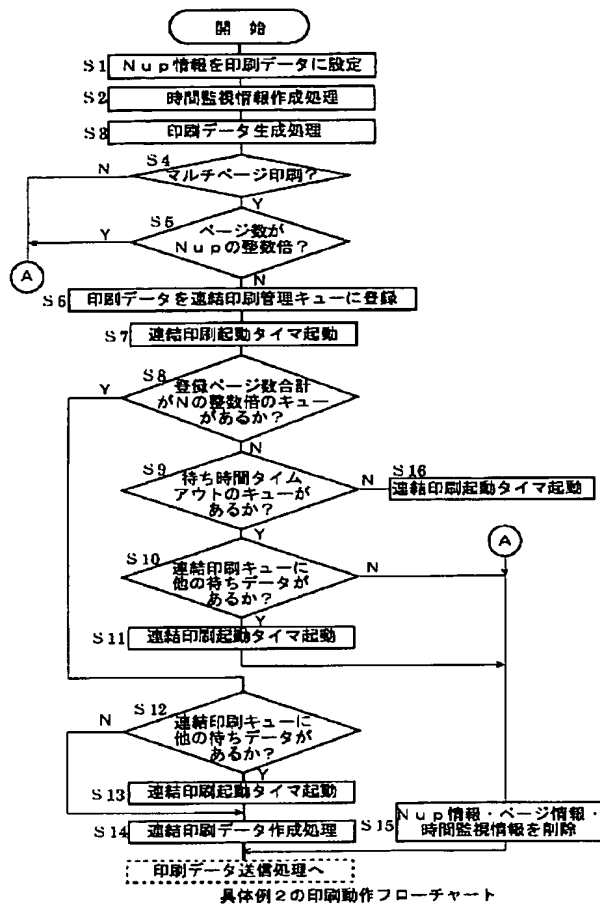 開 始
S1 Nup情報を印刷データに設定
S2 時間監視情報作成処理
S3 印刷データ生成処理
S4
N マルチページ印刷？
Y
S5
Y ページ数が
Nupの整数倍？
A
N
S6 印刷データを連結印刷管理キューに登録
S7 連結印刷起動タイマ起動
S8
Y 登録ページ数合計
がNの整数倍のキュー
があるか？
N
S9
待ち時間タイム
アウトのキューが
あるか？
N
S16
連結印刷起動タイマ起動
Y
A
S10
連結印刷キューに
他の待ちデータが
あるか？
N
Y
S11 連結印刷起動タイマ起動
S12
N 連結印刷キューに
他の待ちデータが
あるか？
Y
S13 連結印刷起動タイマ起動
S14 連結印刷データ作成処理
S15 Nup情報・ページ情報・
時間監視情報を削除
印刷データ送信処理へ
具体例2の印刷動作フローチャート